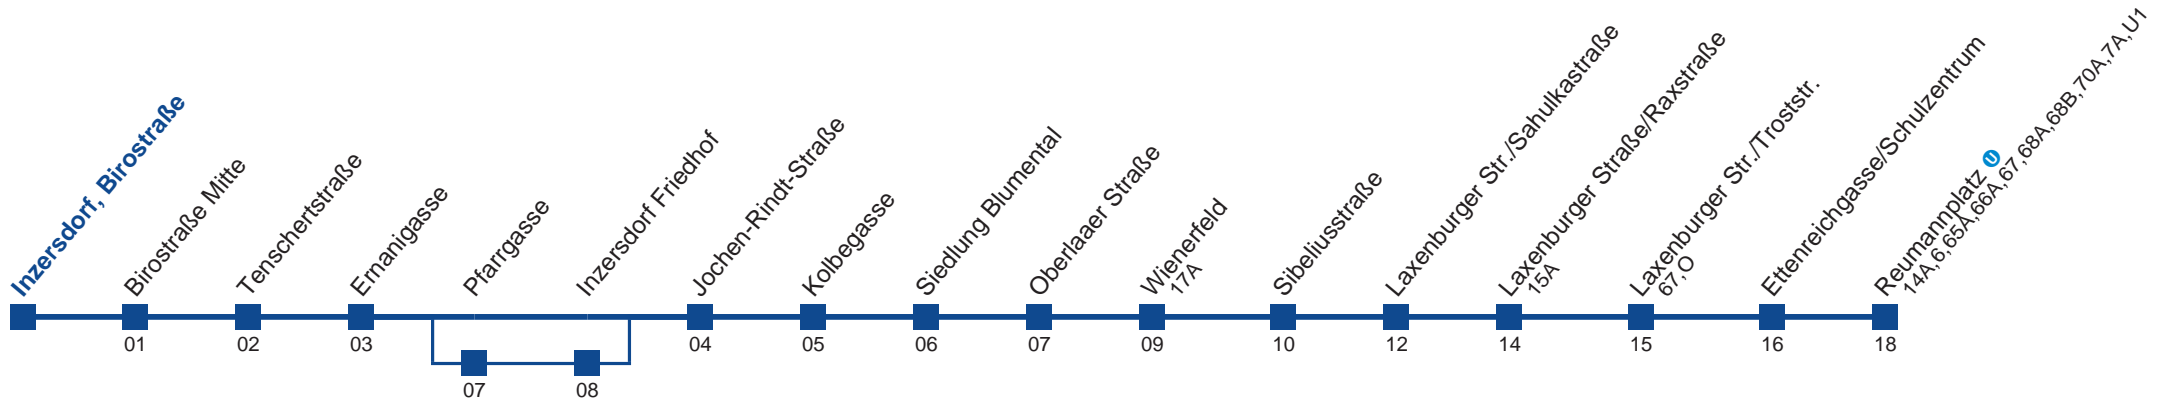 Inzersdorf, Birostraße
Birostraße Mitte
01
Tenschertstraße
02
Ernanigasse
03
Pfarrgasse
07
Inzersdorf Friedhof
08
Jochen-Rindt-Straße
04
Kolbegasse
05
Siedlung Blumental
06
Oberlaaer Straße
07
Wienerfeld
17A
09
Sibeliusstraße
10
Laxenburger Str./Sahulkastraße
12
Laxenburger Straße/Raxstraße
15A
14
Laxenburger Str./Troststr.
67,O
15
Ettenreichgasse/Schulzentrum
16
Reumannplatz U
14A,6,65A,66A,67,68A,68B,70A,7A,U1
18